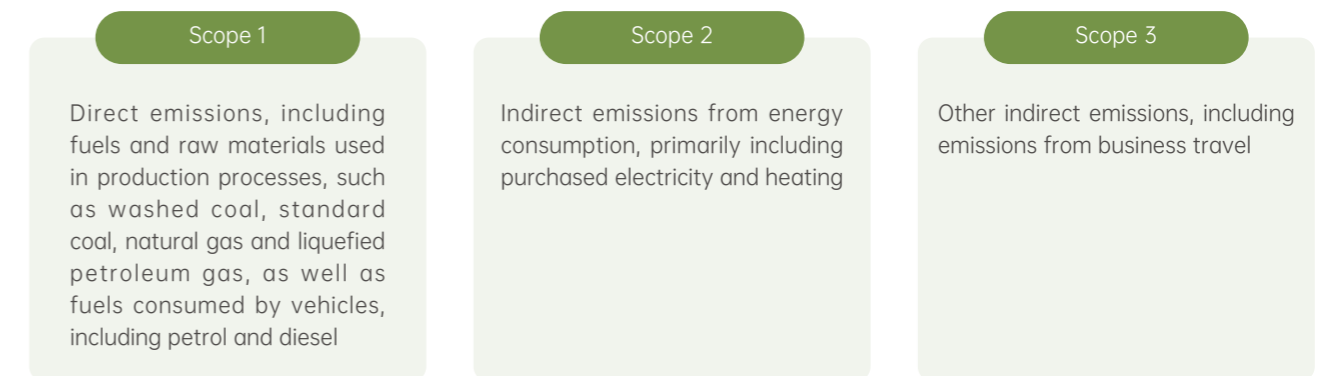 Scope 1
Direct emissions, including
fuels and raw materials used
in production processes, such
as washed coal, standard
coal, natural gas and liquefied
petroleum gas, as well as
fuels consumed by vehicles,
including petrol and diesel
Scope 2
Indirect emissions from energy
consumption, primarily including
purchased electricity and heating
Scope 3
Other indirect emissions, including
emissions from business travel